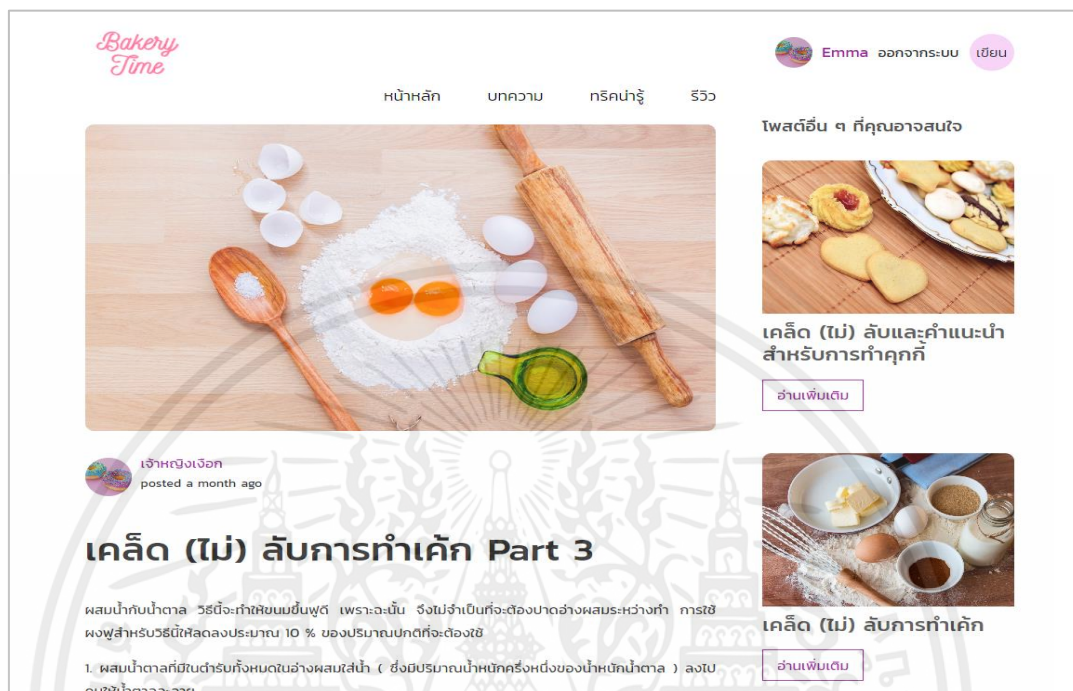 Bakery
Time
Emma ออกจากระบบ เขียน
หน้าหลัก บทความ ทริคน่ารู้ รีวิว
เจ้าหญิงเงือก
posted a month ago
เคล็ด (ไม่) ลับการทำเค้ก Part 3
ผสมน้ำกับน้ำตาล วิธีนี้จะทำให้ขนมขึ้นฟูดี เพราะฉะนั้น จึงไม่จำเป็นที่จะต้องปาดอ่างผสมระหว่างทำ การใช้
ผงฟูสำหรับวิธีนี้ให้ลดลงประมาณ 10 % ของปริมาณปกติที่จะต้องใช้
1. ผสมน้ำตาลที่มีในตำรับทั้งหมดในอ่างผสมใส่น้ำ ( ซึ่งมีปริมาณน้ำหนักครึ่งหนึ่งของน้ำหนักน้ำตาล ) ลงไป
โพสต์อื่น ๆ ที่คุณอาจสนใจ
เคล็ด (ไม่) ลับและคำแนะนำ
สำหรับการทำคุกกี้
อ่านเพิ่มเติม
เคล็ด (ไม่) ลับการทำเค้ก
อ่านเพิ่มเติม